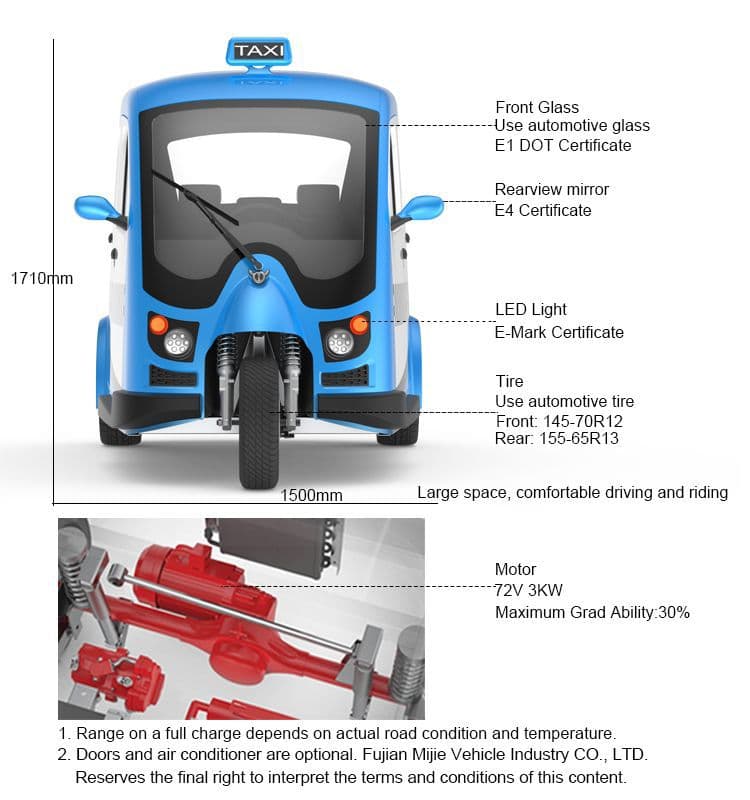 TAXI
Front Glass
Use automotive glass
E1 DOT Certificate
Rearview mirror
E4 Certificate
1710mm
LED Light
E-Mark Certificate
Tire
Use automotive tire
Front: 145-70R12
Rear: 155-65R13
1500mm
Large space, comfortable driving and riding
Motor
72V 3KW
Maximum Grad Ability:30%
1. Range on a full charge depends on actual road condition and temperature.
2. Doors and air conditioner are optional. Fujian Mijie Vehicle Industry CO., LTD.
Reserves the final right to interpret the terms and conditions of this content.